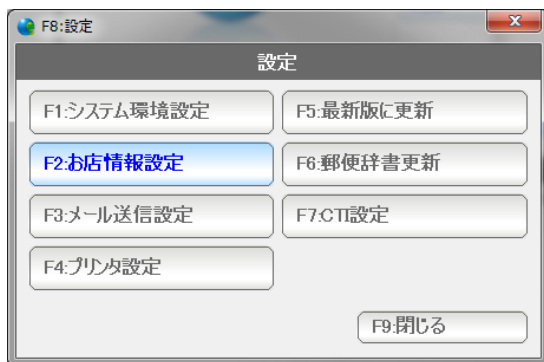 F8:設定
設定
F1:システム環境設定
F5:最新版に更新
F2:お店情報設定
F6:郵便辞書更新
F3:メール送信設定
F7:CTI設定
F4:プリンタ設定
F9:閉じる